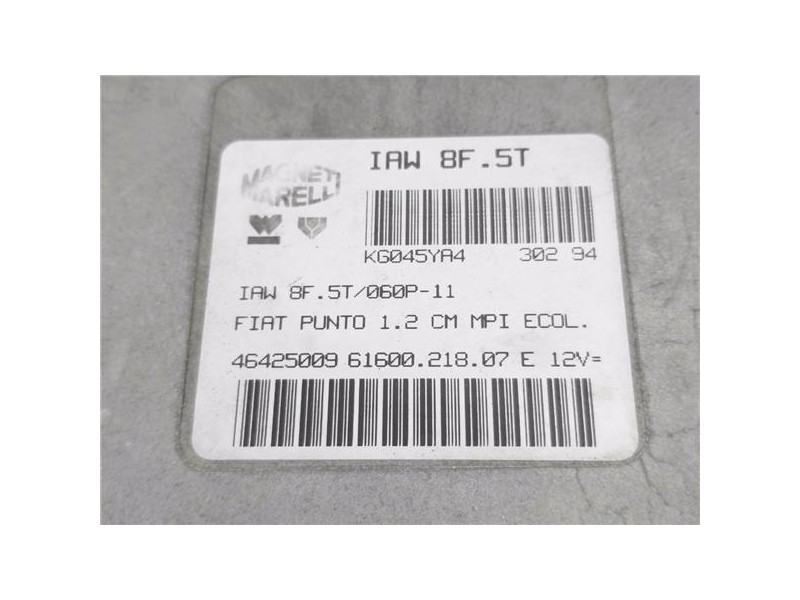 MAGNETI
MARELLI
IAW 8F.5T
KG045YA4 302 94
IAW 8F.5T/060P-11
FIAT PUNTO 1.2 CM MPI ECOL.
46425009 61600.218.07 E 12V=